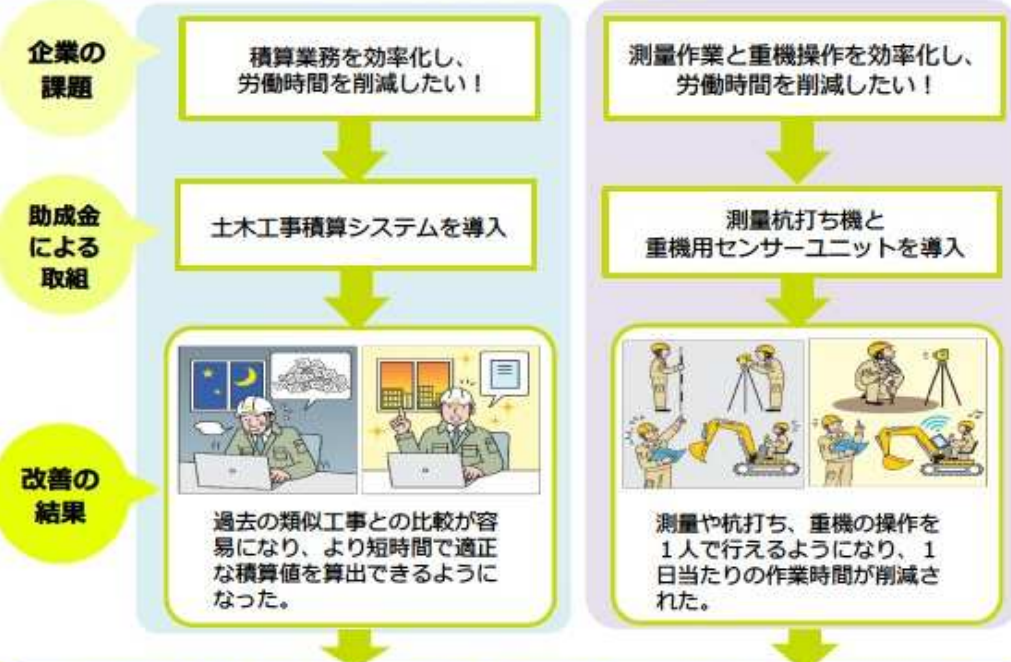 企業の
課題
積算業務を効率化し、
労働時間を削減したい！
測量作業と重機操作を効率化し、
労働時間を削減したい！
助成金
による
取組
土木工事積算システムを導入
測量杭打ち機と
重機用センサーユニットを導入
改善の
結果
過去の類似工事との比較が容
易になり、より短時間で適正
な積算値を算出できるように
なった。
測量や杭打ち、重機の操作を
１人で行えるようになり、１
日当たりの作業時間が削減さ
れた。